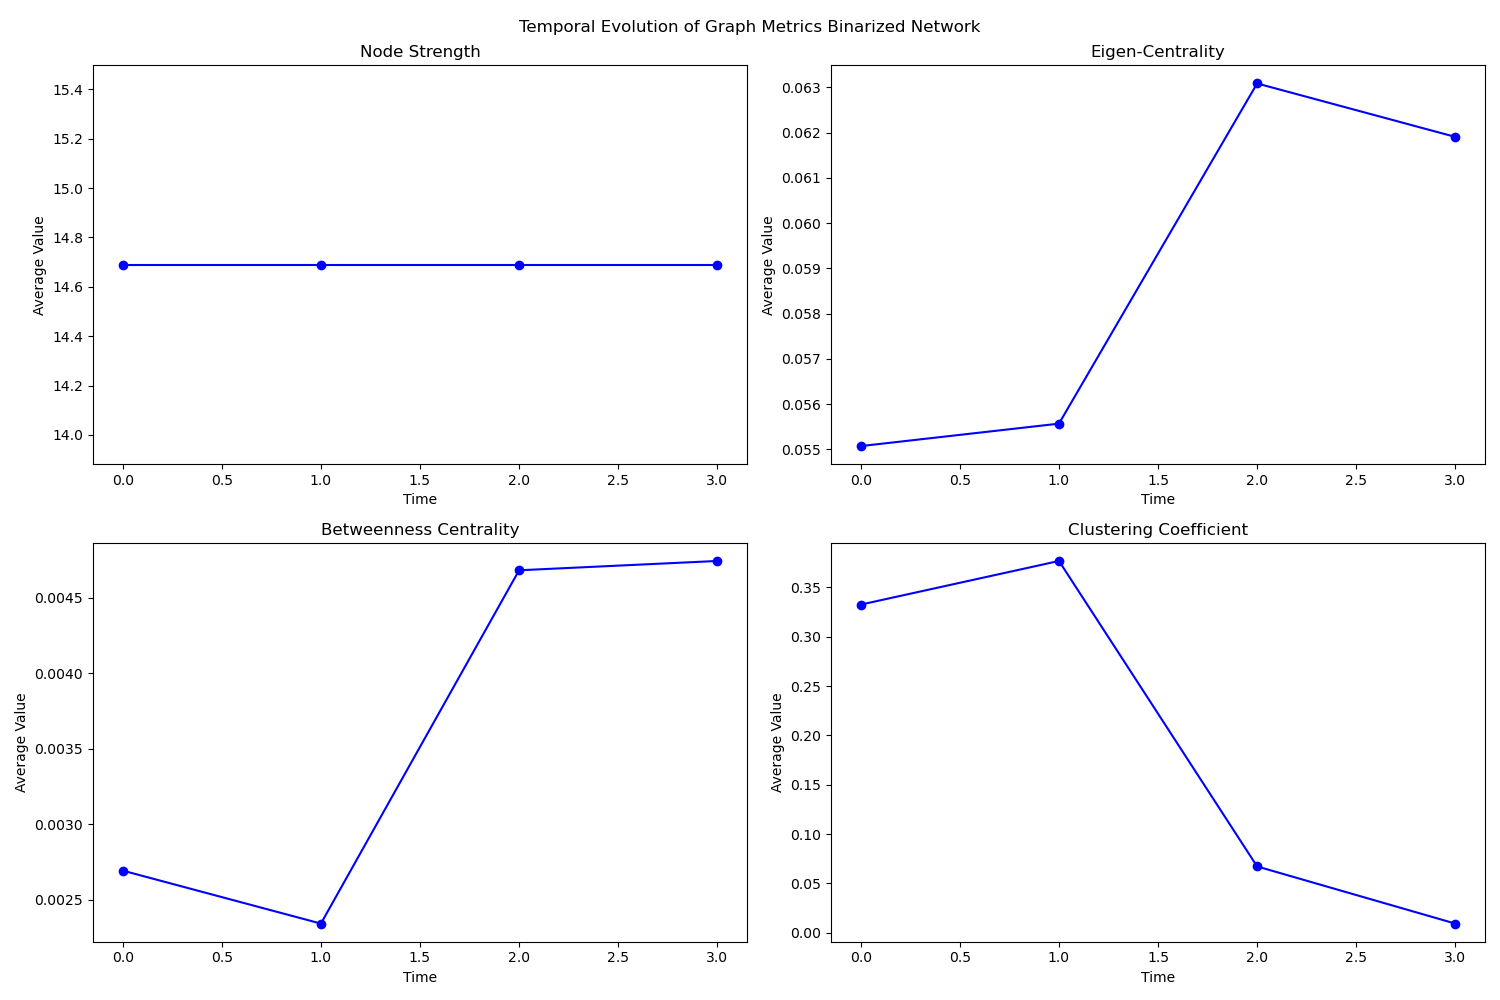 Temporal Evolution of Graph Metrics Binarized Network
Node Strength
Average Value
15.4
15.2
15.0
14.8
14.6
14.4
14.2
14.0
0.0 0.5 1.0 1.5 2.0 2.5 3.0
Time
Eigen-Centrality
Average Value
0.063
0.062
0.061
0.060
0.059
0.058
0.057
0.056
0.055
0.0 0.5 1.0 1.5 2.0 2.5 3.0
Time
Betweenness Centrality
Average Value
0.0045
0.0040
0.0035
0.0030
0.0025
0.0 0.5 1.0 1.5 2.0 2.5 3.0
Time
Clustering Coefficient
Average Value
0.35
0.30
0.25
0.20
0.15
0.10
0.05
0.00
0.0 0.5 1.0 1.5 2.0 2.5 3.0
Time